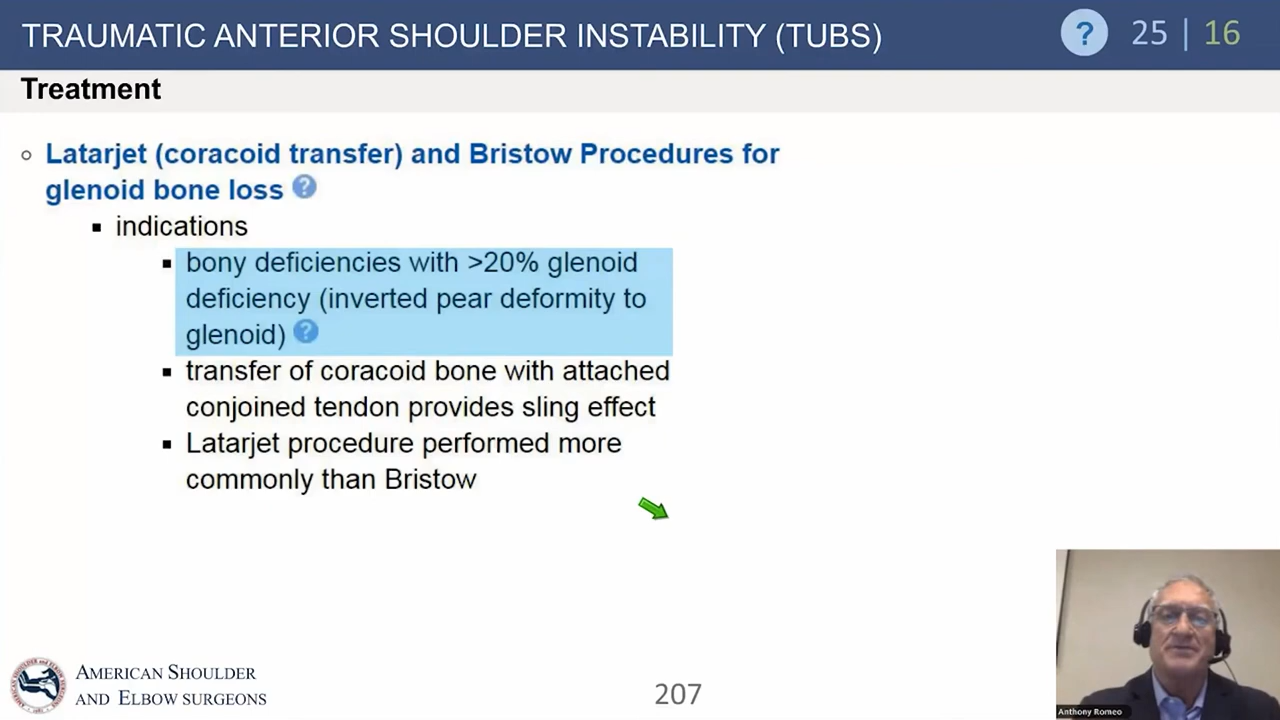 TRAUMATIC ANTERIOR SHOULDER INSTABILITY (TUBS)
? 25 | 16
Treatment
Latarjet (coracoid transfer) and Bristow Procedures for
glenoid bone loss ?
indications
bony deficiencies with >20% glenoid
deficiency (inverted pear deformity to
glenoid) ?
transfer of coracoid bone with attached
conjoined tendon provides sling effect
Latarjet procedure performed more
commonly than Bristow
AMERICAN SHOULDER
AND ELBOW SURGEONS
207
Anthony Romeo